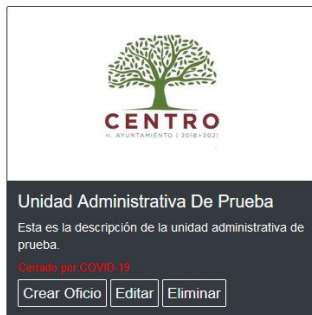 CENTRO
H. AYUNTAMIENTO | 2018•2021
Unidad Administrativa De Prueba
Esta es la descripción de la unidad administrativa de
prueba.
Cerrado por COVID-19
Crear Oficio Editar Eliminar